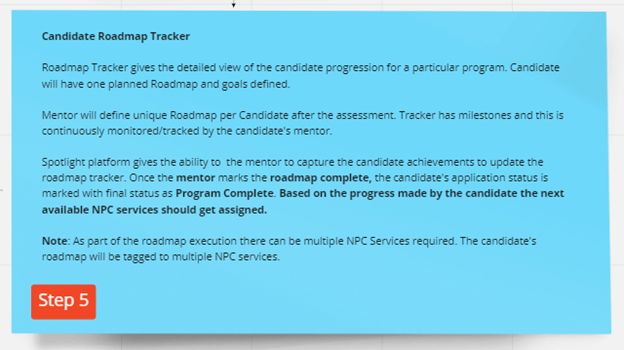 Candidate Roadmap Tracker
Roadmap Tracker gives the detailed view of the candidate progression for a particular program. Candidate
will have one planned Roadmap and goals defined.
Mentor will define unique Roadmap per Candidate after the assessment. Tracker has milestones and this is
continuously monitored/tracked by the candidate's mentor.
Spotlight platform gives the ability to  the mentor to capture the candidate achievements to update the
roadmap tracker. Once the mentor marks the roadmap complete, the candidate's application status is
marked with final status as Program Complete. Based on the progress made by the candidate the next
available NPC services should get assigned.
Note: As part of the roadmap execution there can be multiple NPC Services required. The candidate's
roadmap will be tagged to multiple NPC services.
Step 5